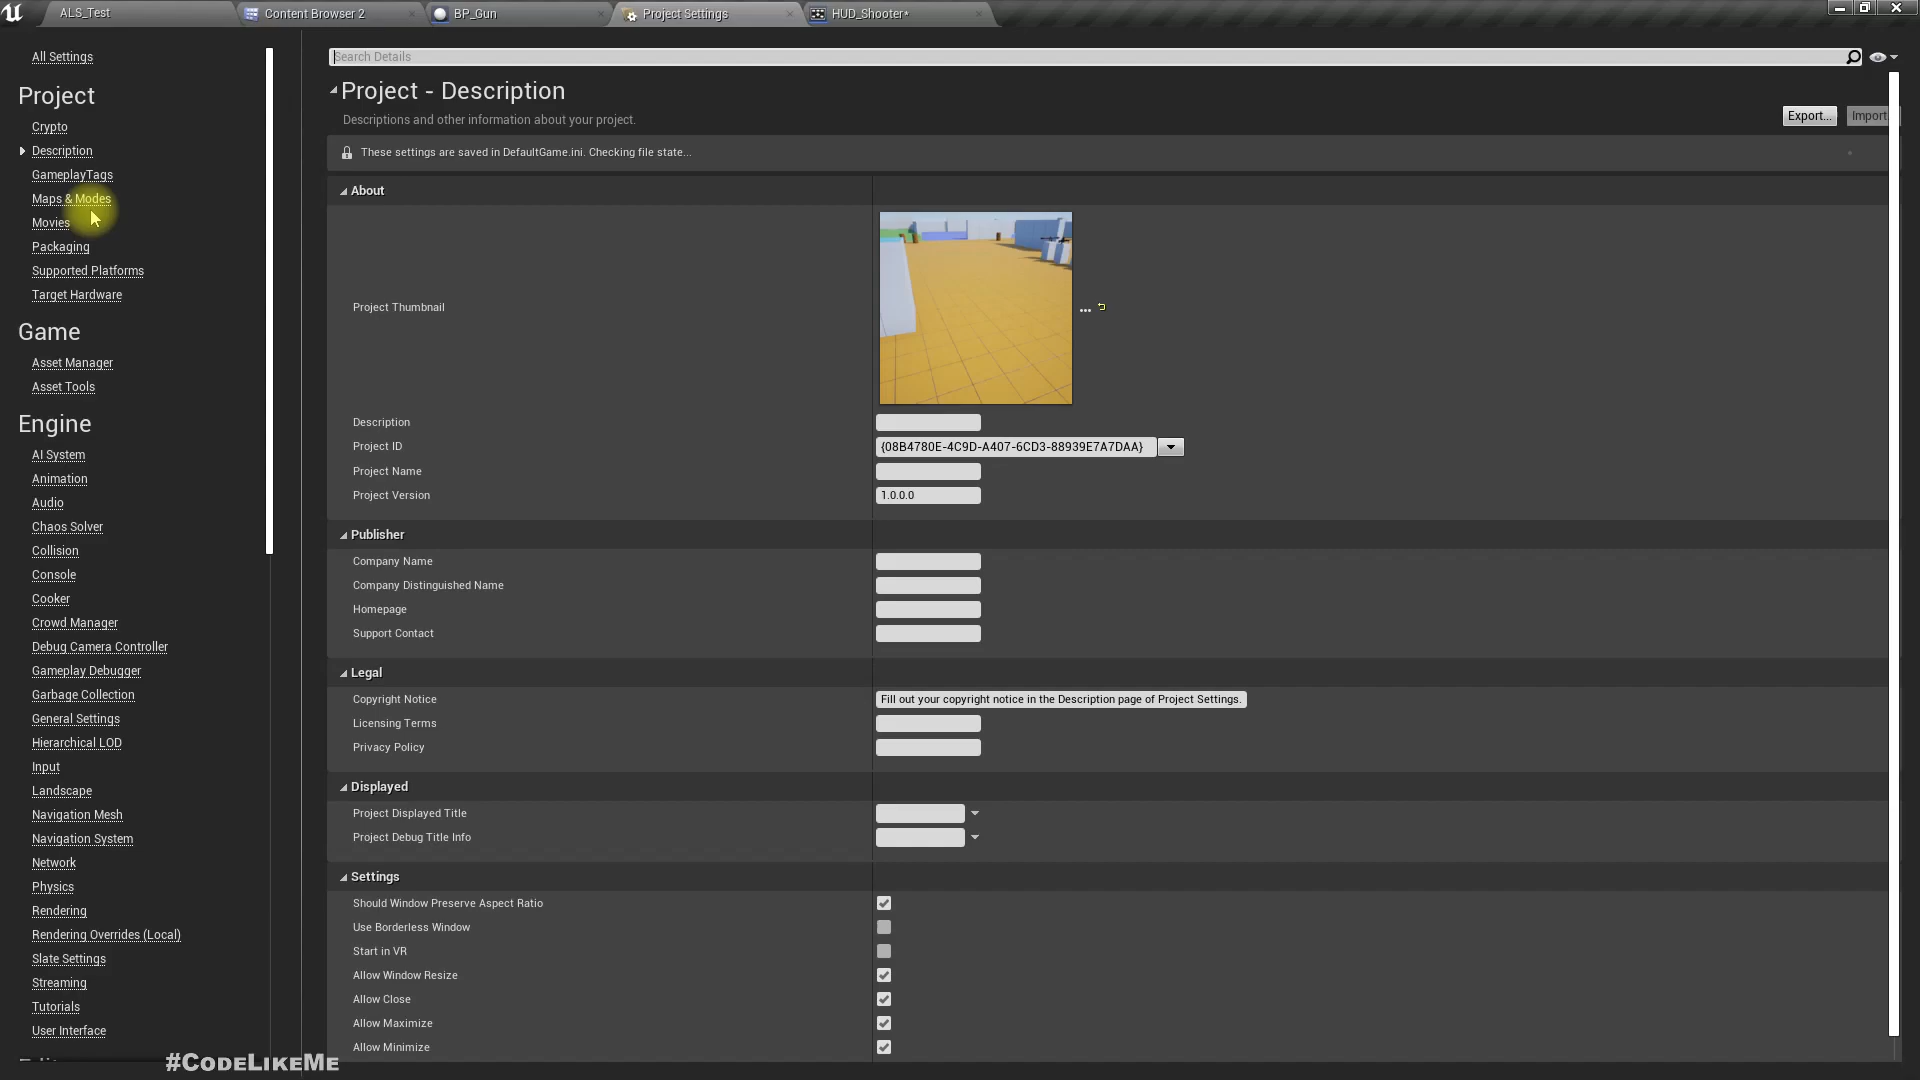 ALS_Test
Content Browser 2
BP_Gun
Project Settings
HUD_Shooter*
All Settings
Project
Crypto
Description
GameplayTags
Maps & Modes
Movies
Packaging
Supported Platforms
Target Hardware
Game
Asset Manager
Asset Tools
Engine
AI System
Animation
Audio
Chaos Solver
Collision
Console
Cooker
Crowd Manager
Debug Camera Controller
Gameplay Debugger
Garbage Collection
General Settings
Hierarchical LOD
Input
Landscape
Navigation Mesh
Navigation System
Network
Physics
Rendering
Rendering Overrides (Local)
Slate Settings
Streaming
Tutorials
User Interface
Search Details
Project - Description
Descriptions and other information about your project.
Export...
Import
These settings are saved in DefaultGame.ini. Checking file state...
About
Project Thumbnail
Description
Project ID
{08B4780E-4C9D-A407-6CD3-88939E7A7DAA}
Project Name
Project Version
1.0.0.0
Publisher
Company Name
Company Distinguished Name
Homepage
Support Contact
Legal
Copyright Notice
Fill out your copyright notice in the Description page of Project Settings.
Licensing Terms
Privacy Policy
Displayed
Project Displayed Title
Project Debug Title Info
Settings
Should Window Preserve Aspect Ratio
Use Borderless Window
Start in VR
Allow Window Resize
Allow Close
Allow Maximize
Allow Minimize
#CodeLikeMe